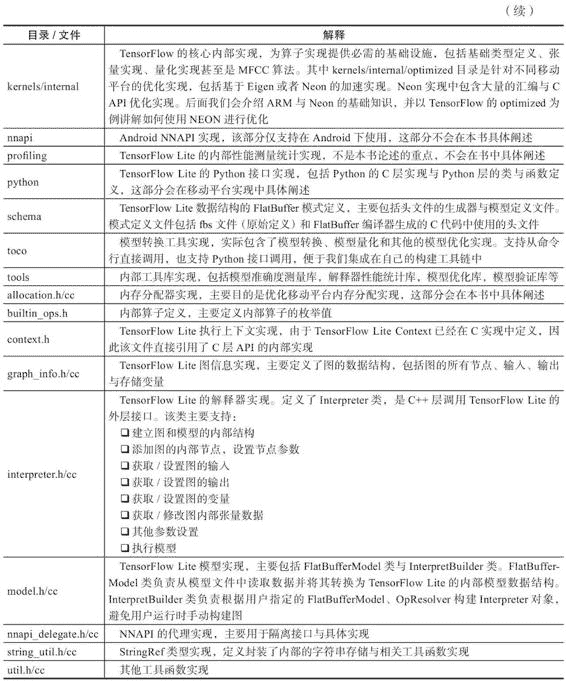 （续）
目录 / 文件
解释
kernels/internal
TensorFlow 的核心内部实现，为算子实现提供必需的基础设施，包括基础类型定义、张
量实现、量化实现甚至是 MFCC 算法。其中 kernels/internal/optimized 目录是针对不同移动
平台的优化实现，包括基于 Eigen 或者 Neon 的加速实现。Neon 实现中包含大量的汇编与 C
API 优化实现。后面我们会介绍 ARM 与 Neon 的基础知识，并以 TensorFlow 的 optimized 为
例讲解如何使用 NEON 进行优化
nnapi
Android NNAPI 实现，该部分仅支持在 Android 下使用，这部分不会在本书具体阐述
profiling
TensorFlow Lite 的内部性能测量统计实现，不是本书论述的重点，不会在书中具体阐述
python
TensorFlow Lite 的 Python 接口实现，包括 Python 的 C 层实现与 Python 层的类与函数定
义，这部分会在移动平台实现中具体阐述
schema
TensorFlow Lite 数据结构的 FlatBuffer 模式定义，主要包括头文件的生成器与模型定义文件。
模式定义文件包括 fbs 文件（原始定义）和 FlatBuffer 编译器生成的 C 代码中使用的头文件
toco
模型转换工具实现，实际包含了模型转换、模型量化和其他的模型优化实现。支持从命令
行直接调用，也支持 Python 接口调用，便于我们集成在自己的构建工具链中
tools
内部工具库实现，包括模型准确度测量库，解释器性能统计库，模型优化库，模型验证库等
allocation.h/cc
内存分配器实现，主要目的是优化移动平台内存分配实现，这部分会在本书中具体阐述
builtin_ops.h
内部算子定义，主要定义内部算子的枚举值
context.h
TensorFlow Lite 执行上下文实现，由于 TensorFlow Lite Context 已经在 C 实现中定义，因
此该文件直接引用了 C 层 API 的内部实现
graph_info.h/cc
TensorFlow Lite 图信息实现，主要定义了图的数据结构，包括图的所有节点、输入、输出
与存储变量
interpreter.h/cc
TensorFlow Lite 的解释器实现。定义了 Interpreter 类，是 C++ 层调用 TensorFlow Lite 的
外层接口。该类主要支持：
❑ 建立图和模型的内部结构
❑ 添加图的内部节点，设置节点参数
❑ 获取 / 设置图的输入
❑ 获取 / 设置图的输出
❑ 获取 / 设置图的变量
❑ 获取 / 修改图内部张量数据
❑ 其他参数设置
❑ 执行模型
model.h/cc
TensorFlow Lite 模型实现，主要包括 FlatBufferModel 类与 InterpretBuilder 类。FlatBuffer-
Model 类负责从模型文件中读取数据并将其转换为 TensorFlow Lite 的内部模型数据结构。
InterpretBuilder 类负责根据用户指定的 FlatBufferModel、OpResolver 构建 Interpreter 对象，
避免用户运行时手动构建图
nnapi_delegate.h/cc
NNAPI 的代理实现，主要用于隔离接口与具体实现
string_util.h/cc
StringRef 类型实现，定义封装了内部的字符串存储与相关工具函数实现
util.h/cc
其他工具函数实现